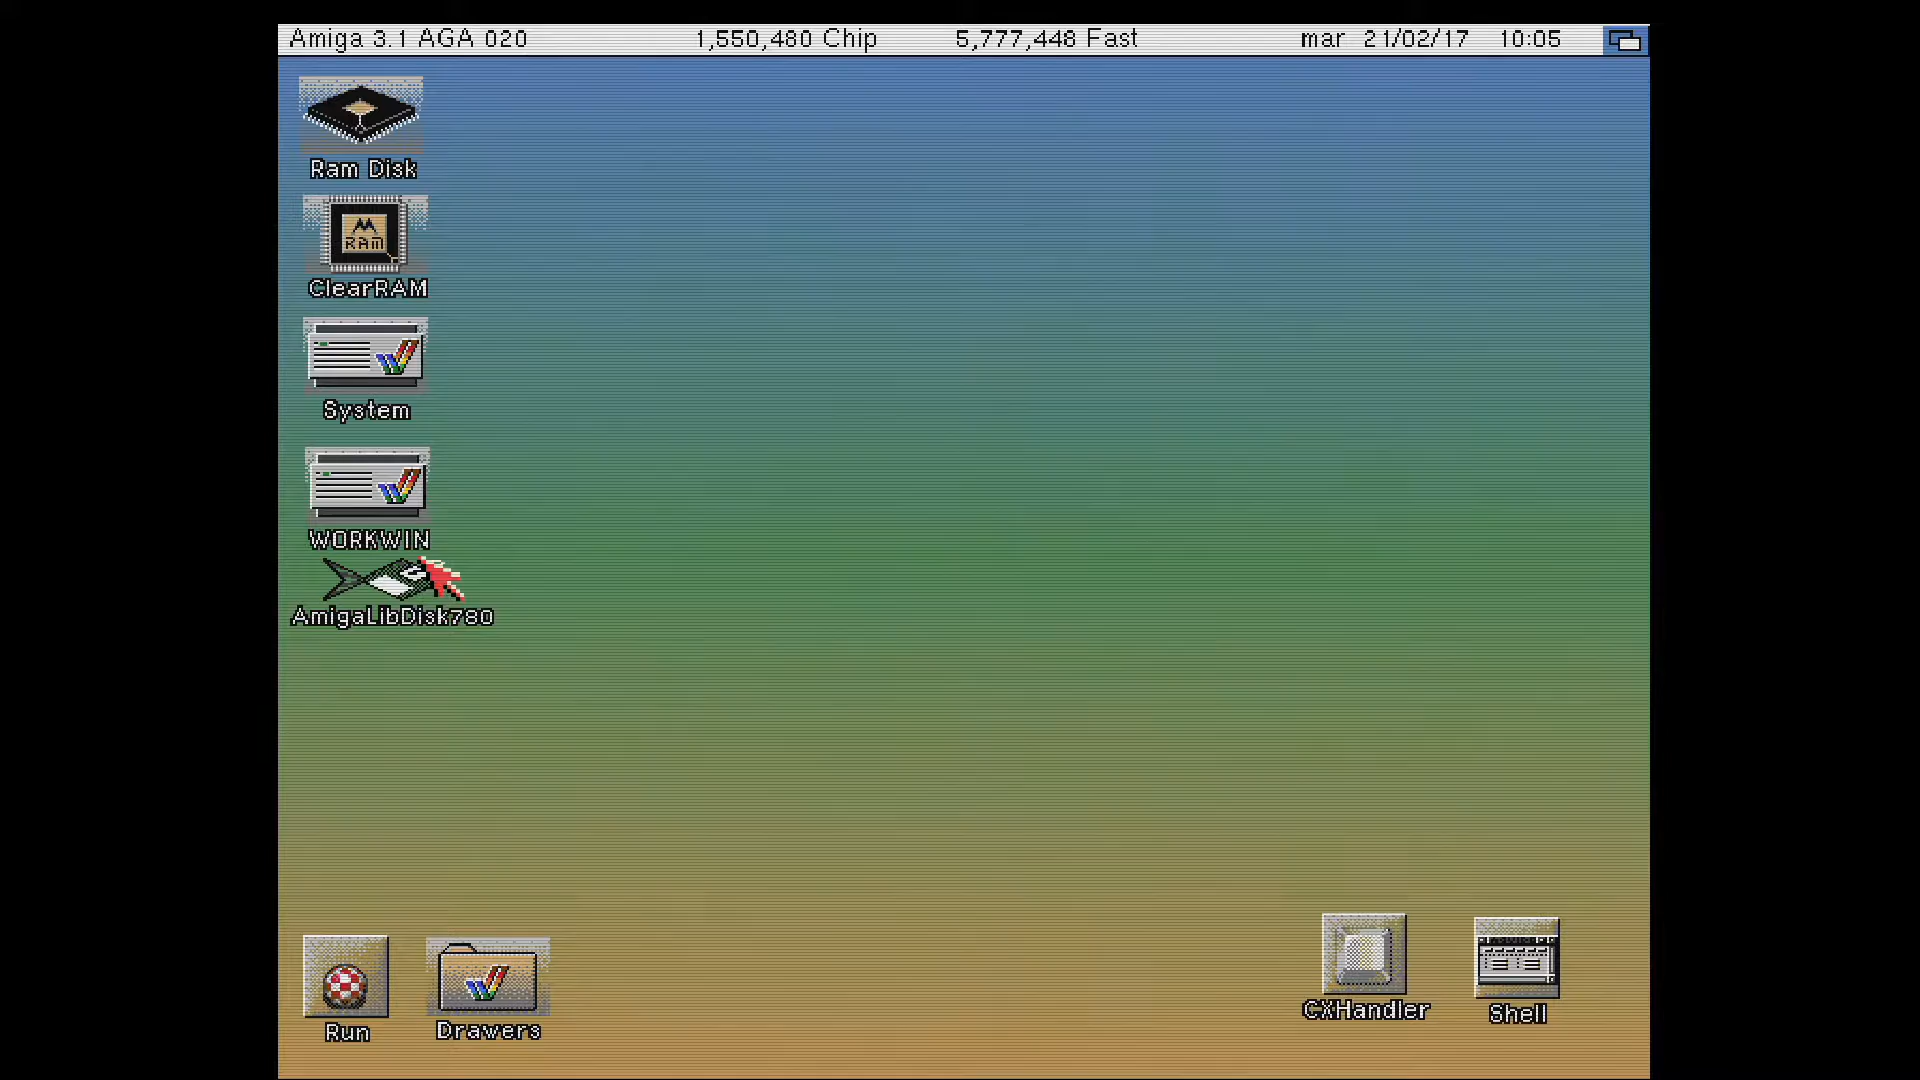 Amiga 3.1 AGA 020 1,550,480 Chip 5,777,448 Fast mar 21/02/17 10:05
Ram Disk
RAM
ClearRAM
System
WORKWIN
AmigaLibDisk780
Run
Drawers
CXHandler
Shell